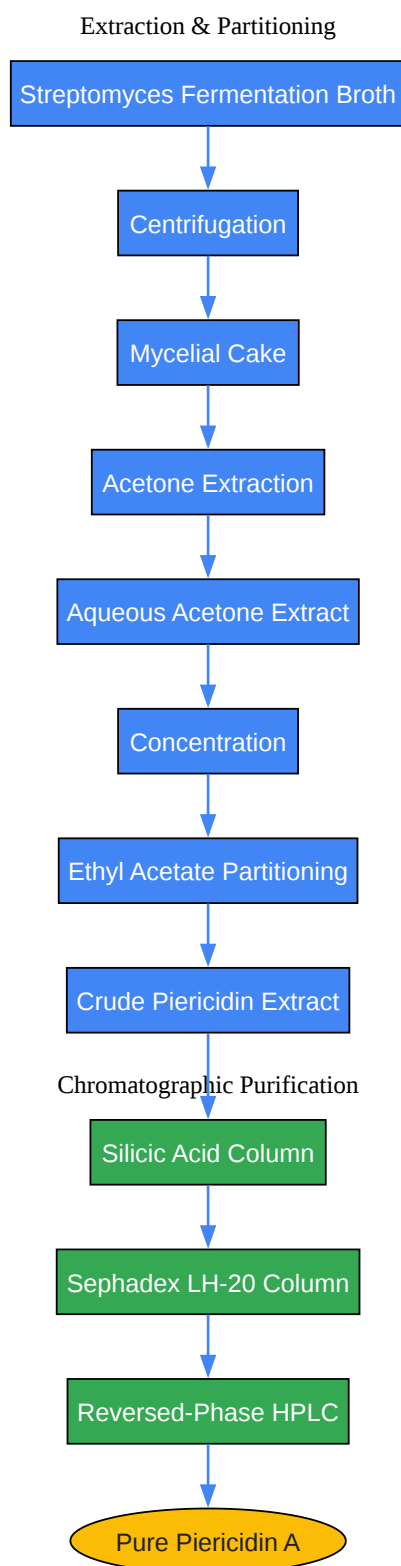 Extraction & Partitioning
Streptomyces Fermentation Broth
Centrifugation
Mycelial Cake
Acetone Extraction
Aqueous Acetone Extract
Concentration
Ethyl Acetate Partitioning
Crude Piericidin Extract
Chromatographic Purification
Silicic Acid Column
Sephadex LH-20 Column
Reversed-Phase HPLC
Pure Piericidin A